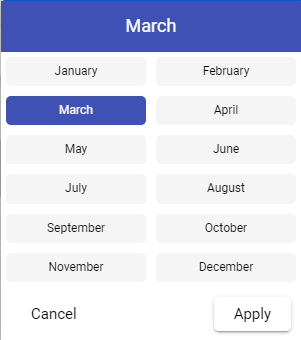 March
January February
March April
May June
July August
September October
November December
Cancel Apply